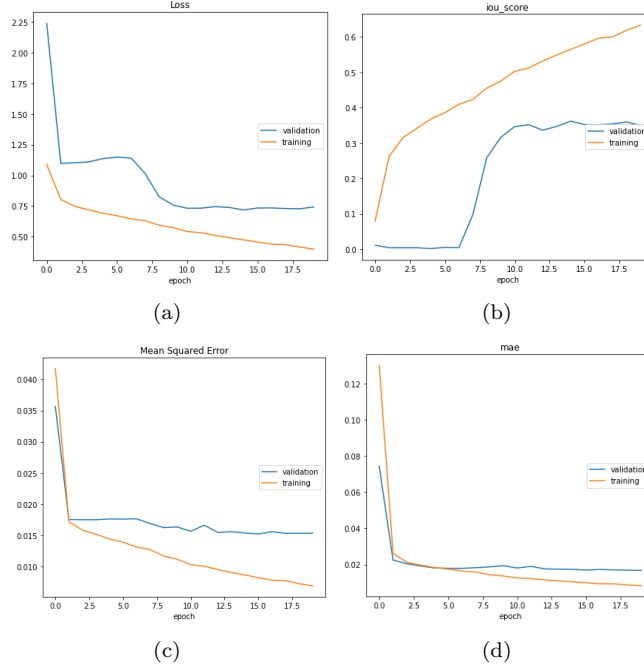 Loss
2.25
2.00
1.75
1.50
1.25
1.00
0.75
0.50
validation
training
0.0 2.5 5.0 7.5 10.0 12.5 15.0 17.5
epoch
(a)
iou_score
0.6
0.5
0.4
0.3
0.2
0.1
0.0
validation
training
0.0 2.5 5.0 7.5 10.0 12.5 15.0 17.5
epoch
(b)
Mean Squared Error
0.040
0.035
0.030
0.025
0.020
0.015
0.010
validation
training
0.0 2.5 5.0 7.5 10.0 12.5 15.0 17.5
epoch
(c)
mae
0.12
0.10
0.08
0.06
0.04
0.02
validation
training
0.0 2.5 5.0 7.5 10.0 12.5 15.0 17.5
epoch
(d)